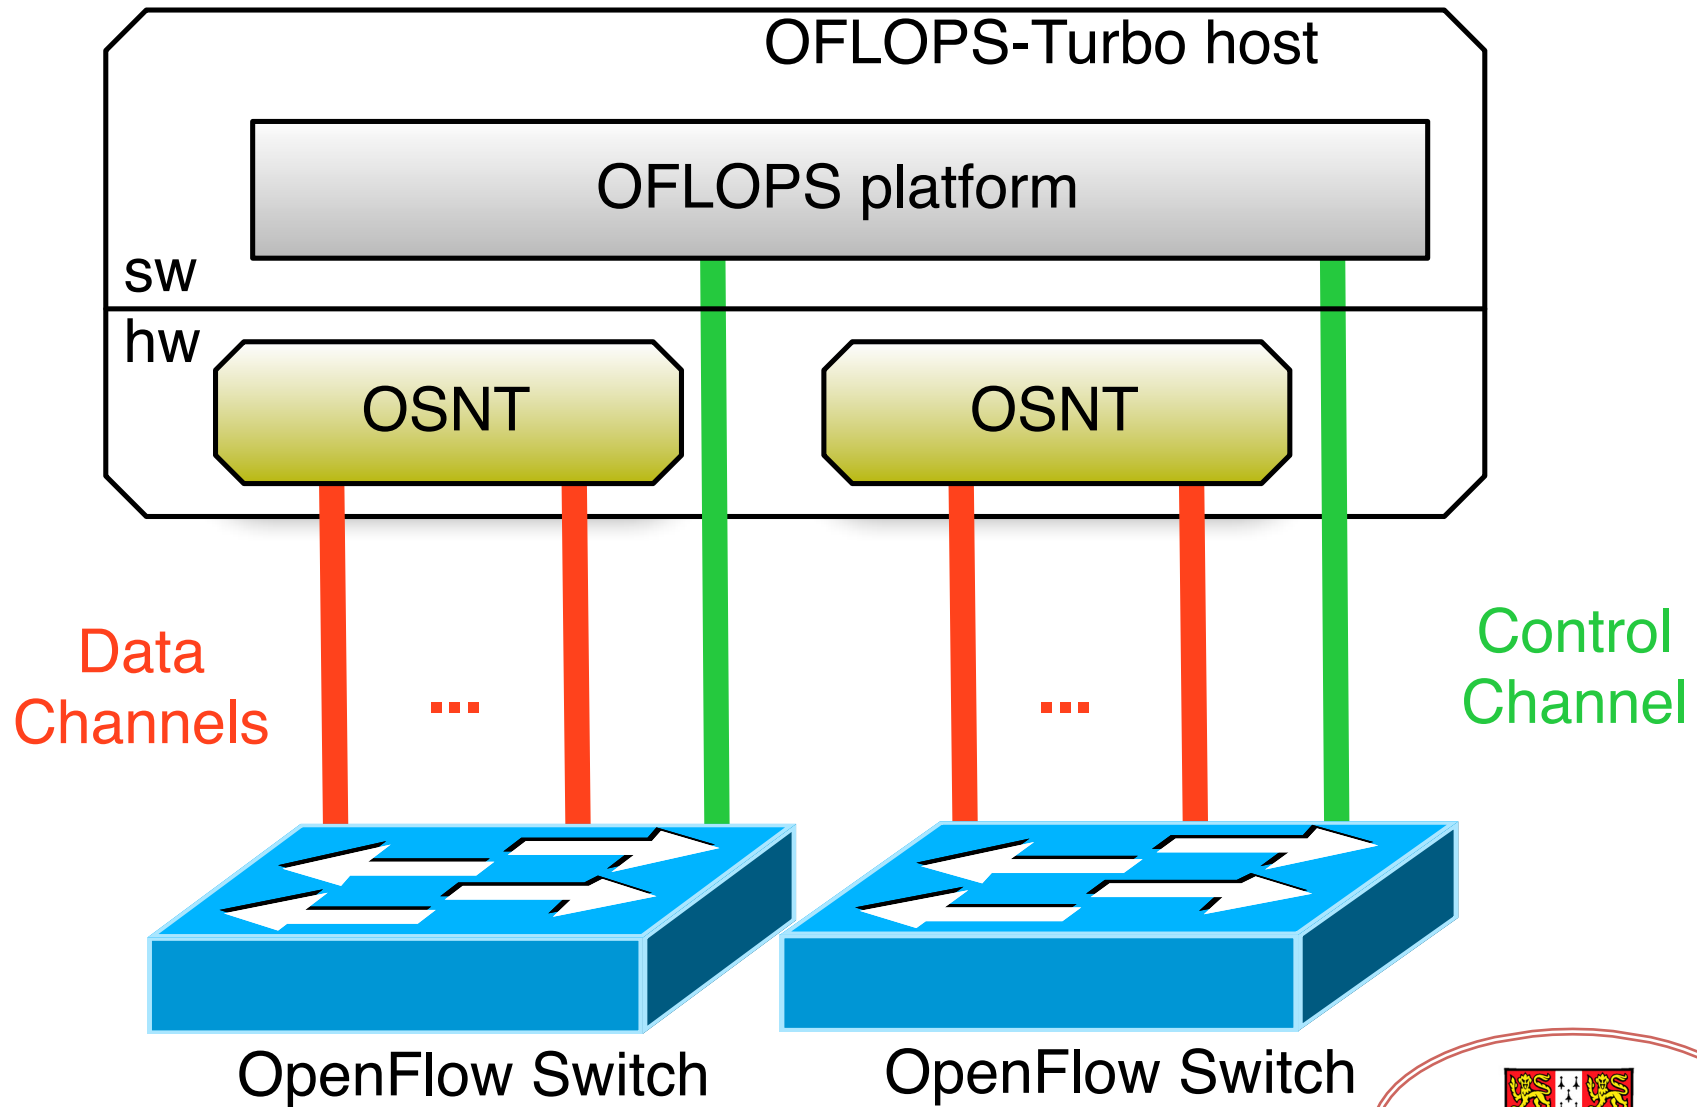 OFLOPS-Turbo host
OFLOPS platform
sw
hw
OSNT
OSNT
Data
Channels
...
...
Control
Channel
OpenFlow Switch
OpenFlow Switch